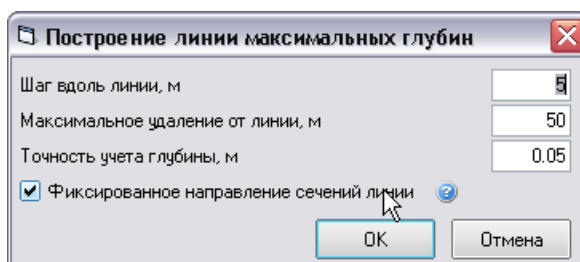 Построение линии максимальных глубин
Шаг вдоль линии, м 5
Максимальное удаление от линии, м 50
Точность учета глубины, м 0.05
Фиксированное направление сечений линии ?
OK Отмена